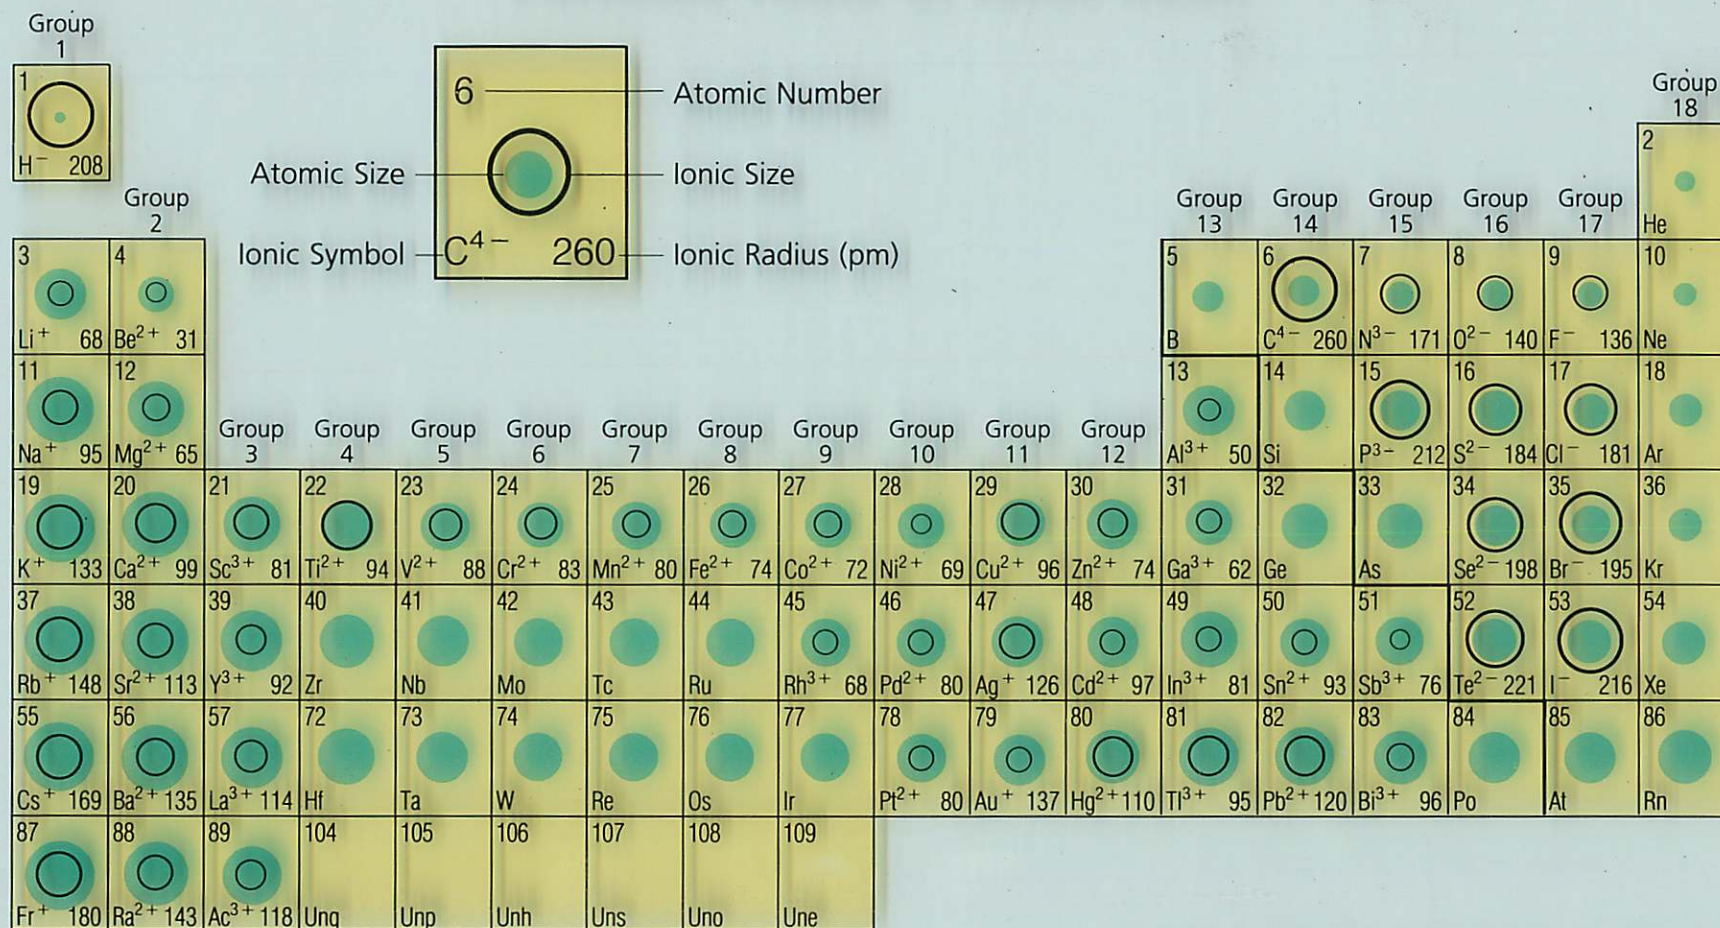 Group
1
1
H⁻ 208
6 Atomic Number
Atomic Size Ionic Size
Ionic Symbol C⁴⁻ 260 Ionic Radius (pm)
Group
18
2
He
Group
2
Group Group Group Group Group
13 14 15 16 17
3 4 5 6 7 8 9 10
Li⁺ 68 Be²⁺ 31 B C⁴⁻ 260 N³⁻ 171 O²⁻ 140 F⁻ 136 Ne
11 12 13 14 15 16 17 18
Na⁺ 95 Mg²⁺ 65 Al³⁺ 50 Si P³⁻ 212 S²⁻ 184 Cl⁻ 181 Ar
Group Group Group Group Group Group Group Group Group Group
3 4 5 6 7 8 9 10 11 12
19 20 21 22 23 24 25 26 27 28 29 30 31 32 33 34 35 36
K⁺ 133 Ca²⁺ 99 Sc³⁺ 81 Ti²⁺ 94 V²⁺ 88 Cr²⁺ 83 Mn²⁺ 80 Fe²⁺ 74 Co²⁺ 72 Ni²⁺ 69 Cu²⁺ 96 Zn²⁺ 74 Ga³⁺ 62 Ge As Se²⁻ 198 Br⁻ 195 Kr
37 38 39 40 41 42 43 44 45 46 47 48 49 50 51 52 53 54
Rb⁺ 148 Sr²⁺ 113 Y³⁺ 92 Zr Nb Mo Tc Ru Rh³⁺ 68 Pd²⁺ 80 Ag⁺ 126 Cd²⁺ 97 In³⁺ 81 Sn²⁺ 93 Sb³⁺ 76 Te²⁻ 221 I⁻ 216 Xe
55 56 57 72 73 74 75 76 77 78 79 80 81 82 83 84 85 86
Cs⁺ 169 Ba²⁺ 135 La³⁺ 114 Hf Ta W Re Os Ir Pt²⁺ 80 Au⁺ 137 Hg²⁺ 110 Tl³⁺ 95 Pb²⁺ 120 Bi³⁺ 96 Po At Rn
87 88 89 104 105 106 107 108 109
Fr⁺ 180 Ra²⁺ 143 Ac³⁺ 118 Unq Unp Unh Uns Uno Une